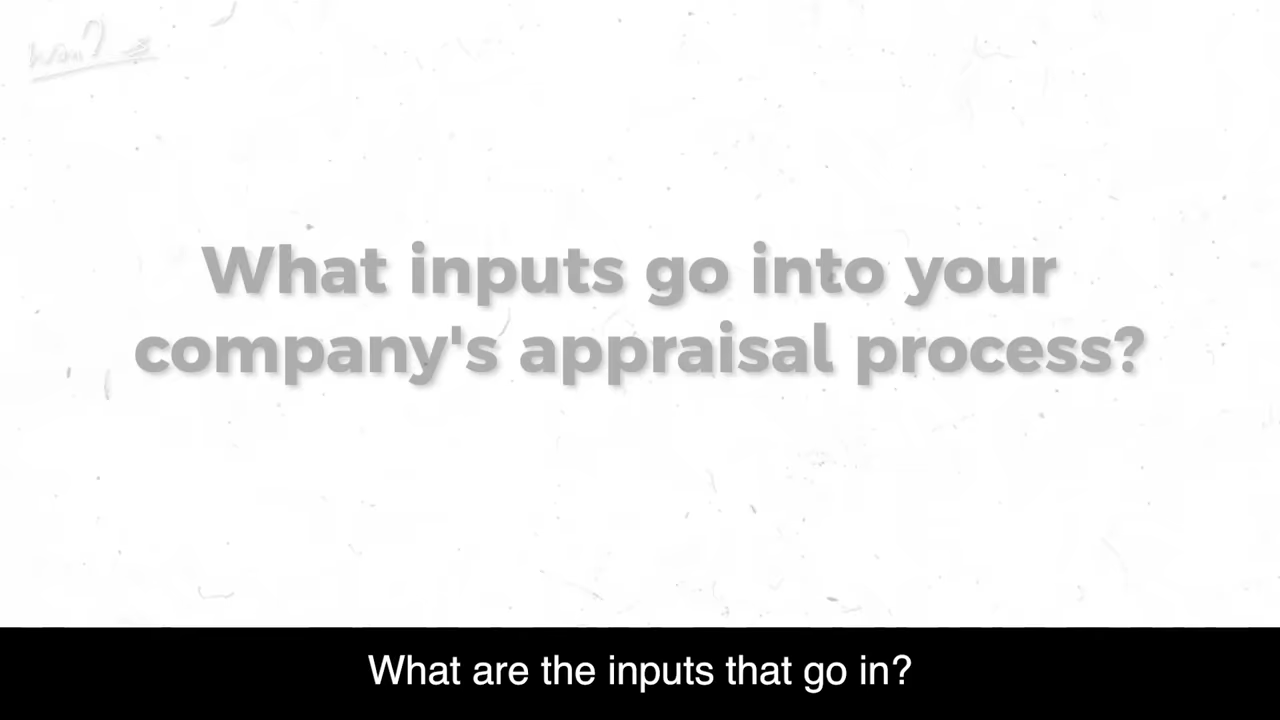 What inputs go into your
company's appraisal process?
What are the inputs that go in?